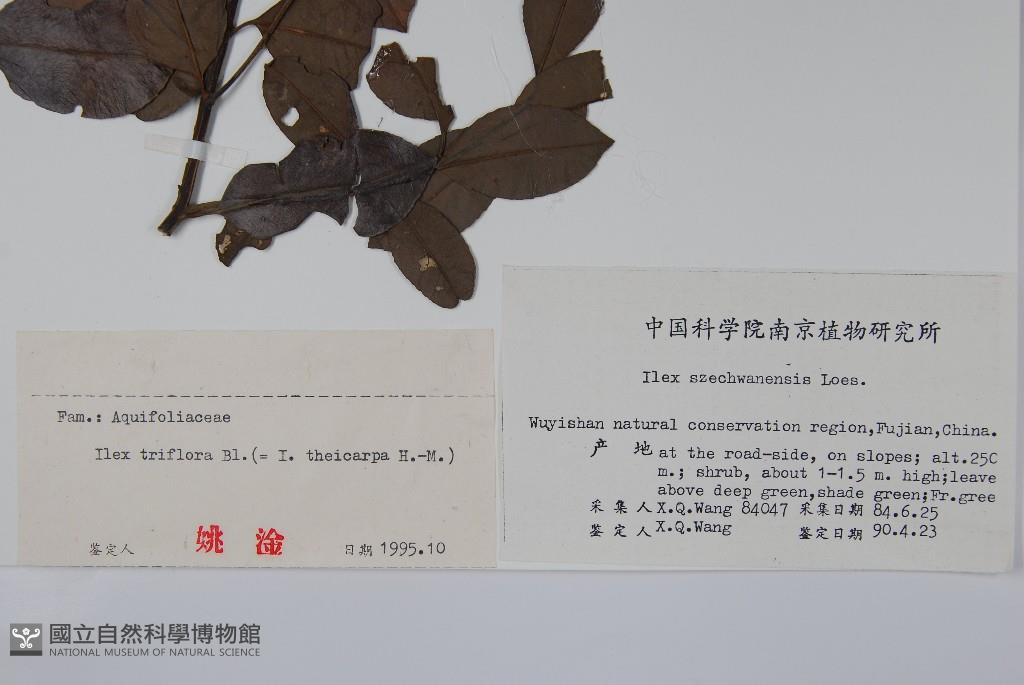 Fam.: Aquifoliaceae
Ilex triflora Bl.(= I. theicarpa H.-M.)
鉴定人 姚淦 日期 1995.10
中国科学院南京植物研究所
Ilex szechwanensis Loes.
Wuyishan natural conservation region,Fujian,China.
产 地 at the road-side, on slopes; alt.250
m.; shrub, about 1-1.5 m. high;leave
above deep green,shade green;Fr.gree
采 集 人 X.Q.Wang 84047 采集日期 84.6.25
鉴 定 人 X.Q.Wang 鉴定日期 90.4.23
國立自然科學博物館
NATIONAL MUSEUM OF NATURAL SCIENCE